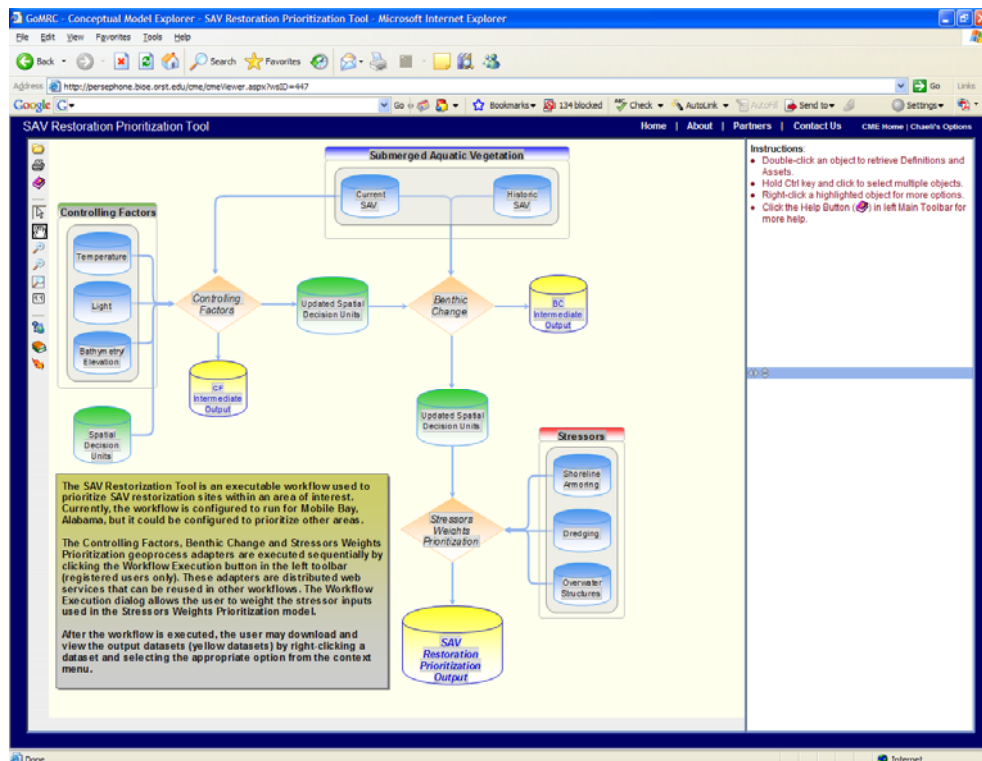 GoMRC - Conceptual Model Explorer - SAV Restoration Prioritization Tool - Microsoft Internet Explorer
File Edit View Favorites Tools Help
Back Search Favorites
Address http://persephone.bioe.orst.edu/cme/cmeViewer.aspx?wsID=447 Go Links
Google G Go Bookmarks 134 blocked Check AutoLink AutoFill Send to Settings
SAV Restoration Prioritization Tool
Home | About | Partners | Contact Us CME Home | Chaeli's Options
Submerged Aquatic Vegetation
Current
SAV
Historic
SAV
Controlling Factors
Temperature
Light
Bathymetry/
Elevation
Spatial
Decision
Units
Controlling
Factors
CF
Intermediate
Output
Updated Spatial
Decision Units
Benthic
Change
BC
Intermediate
Output
Updated Spatial
Decision Units
Stressors
Shoreline
Armoring
Dredging
Overwater
Structures
Stressors
Weights
Prioritization
SAV
Restoration
Prioritization
Output
The SAV Restorization Tool is an executable workflow used to
prioritize SAV restorization sites within an area of interest.
Currently, the workflow is configured to run for Mobile Bay,
Alabama, but it could be configured to prioritize other areas.
The Controlling Factors, Benthic Change and Stressors Weights
Prioritization geoprocess adapters are executed sequentially by
clicking the Workflow Execution button in the left toolbar
(registered users only). These adapters are distributed web
services that can be reused in other workflows. The Workflow
Execution dialog allows the user to weight the stressor inputs
used in the Stressors Weights Prioritization model.
After the workflow is executed, the user may download and
view the output datasets (yellow datasets) by right-clicking a
dataset and selecting the appropriate option from the context
menu.
Instructions:
• Double-click an object to retrieve Definitions and
Assets.
• Hold Ctrl key and click to select multiple objects.
• Right-click a highlighted object for more options.
• Click the Help Button ( ) in left Main Toolbar for
more help.
Done
Internet